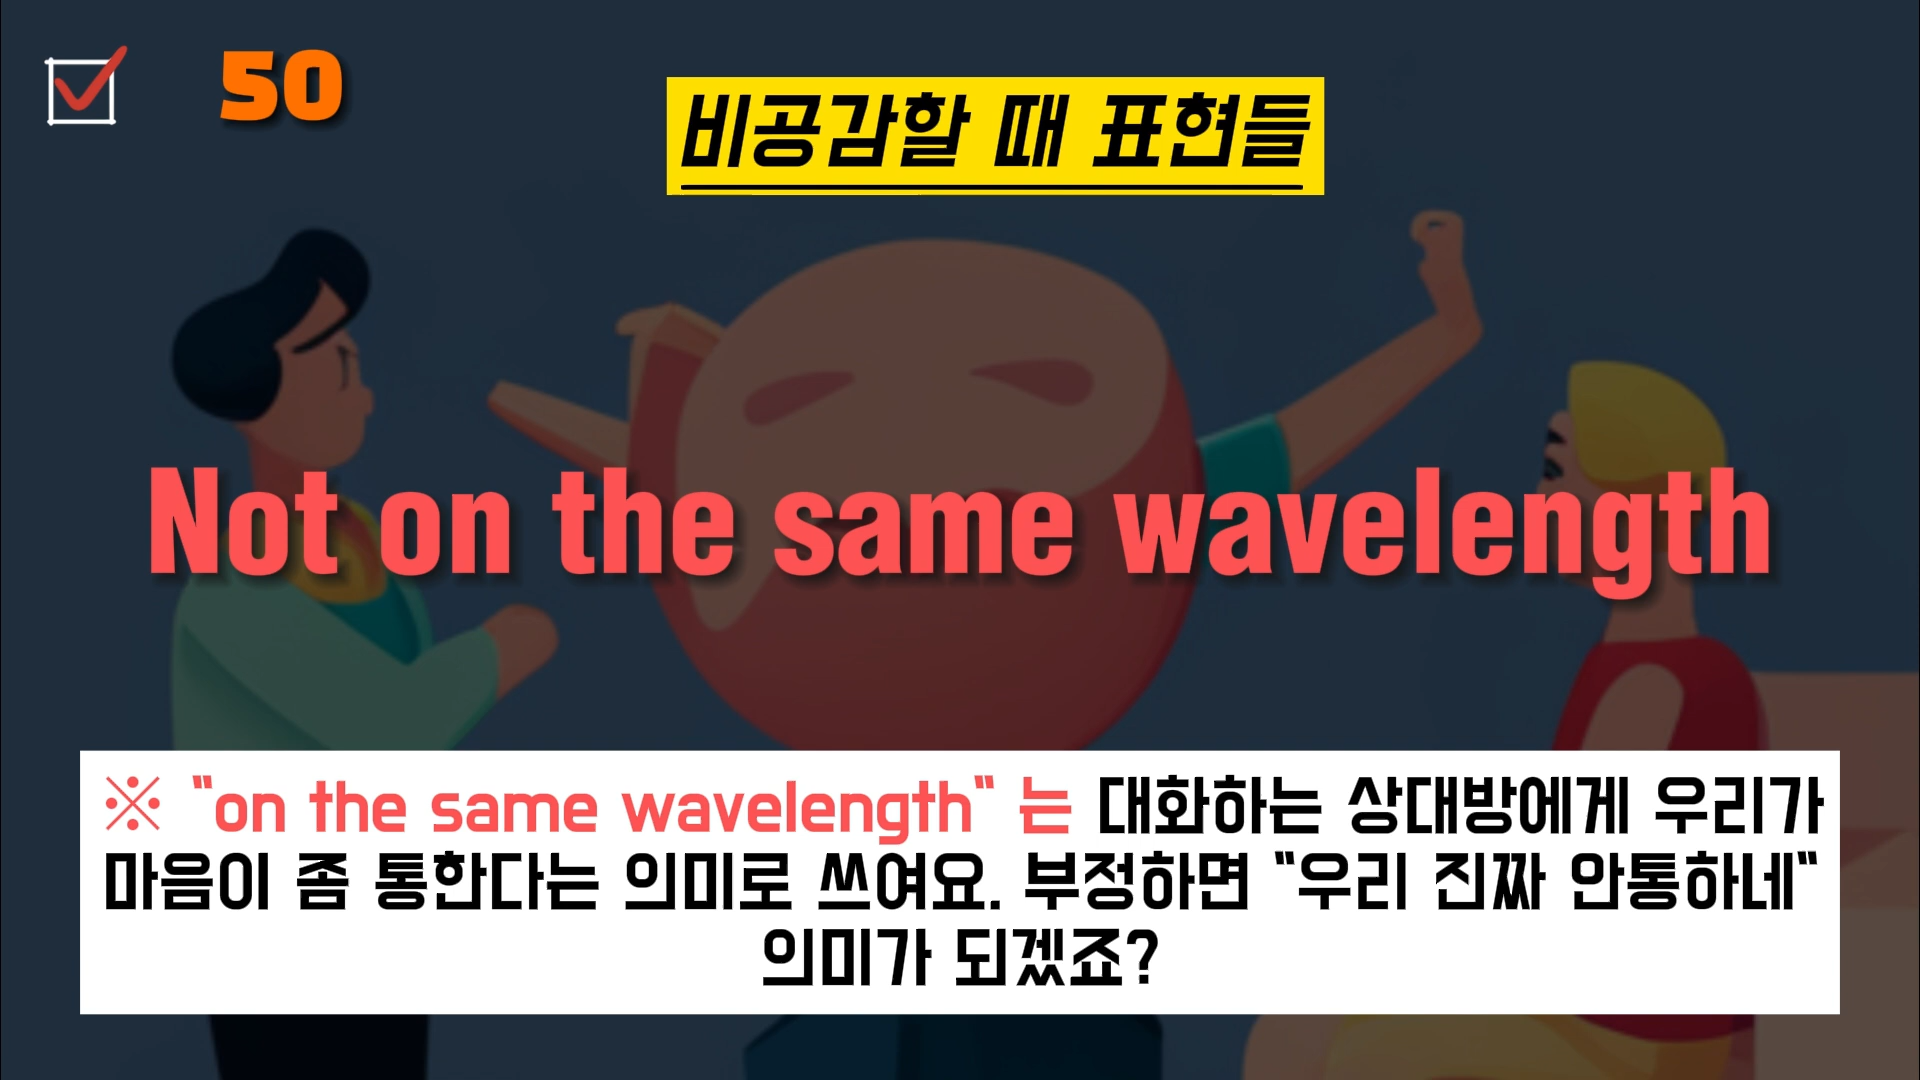 50
비공감할 때 표현들
Not on the same wavelength
※ "on the same wavelength" 는 대화하는 상대방에게 우리가
마음이 좀 통한다는 의미로 쓰여요. 부정하면 "우리 진짜 안통하네"
의미가 되겠죠?